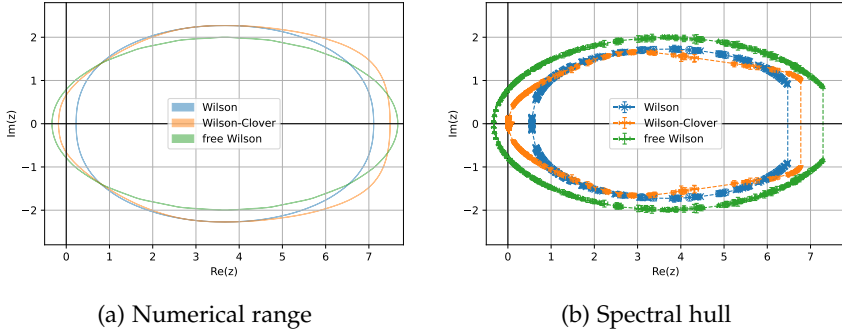 2
1
0
−1
−2
Im(z)
0 1 2 3 4 5 6 7
Re(z)
Wilson
Wilson-Clover
free Wilson
(a) Numerical range
2
1
0
−1
−2
Im(z)
0 1 2 3 4 5 6 7
Re(z)
Wilson
Wilson-Clover
free Wilson
(b) Spectral hull